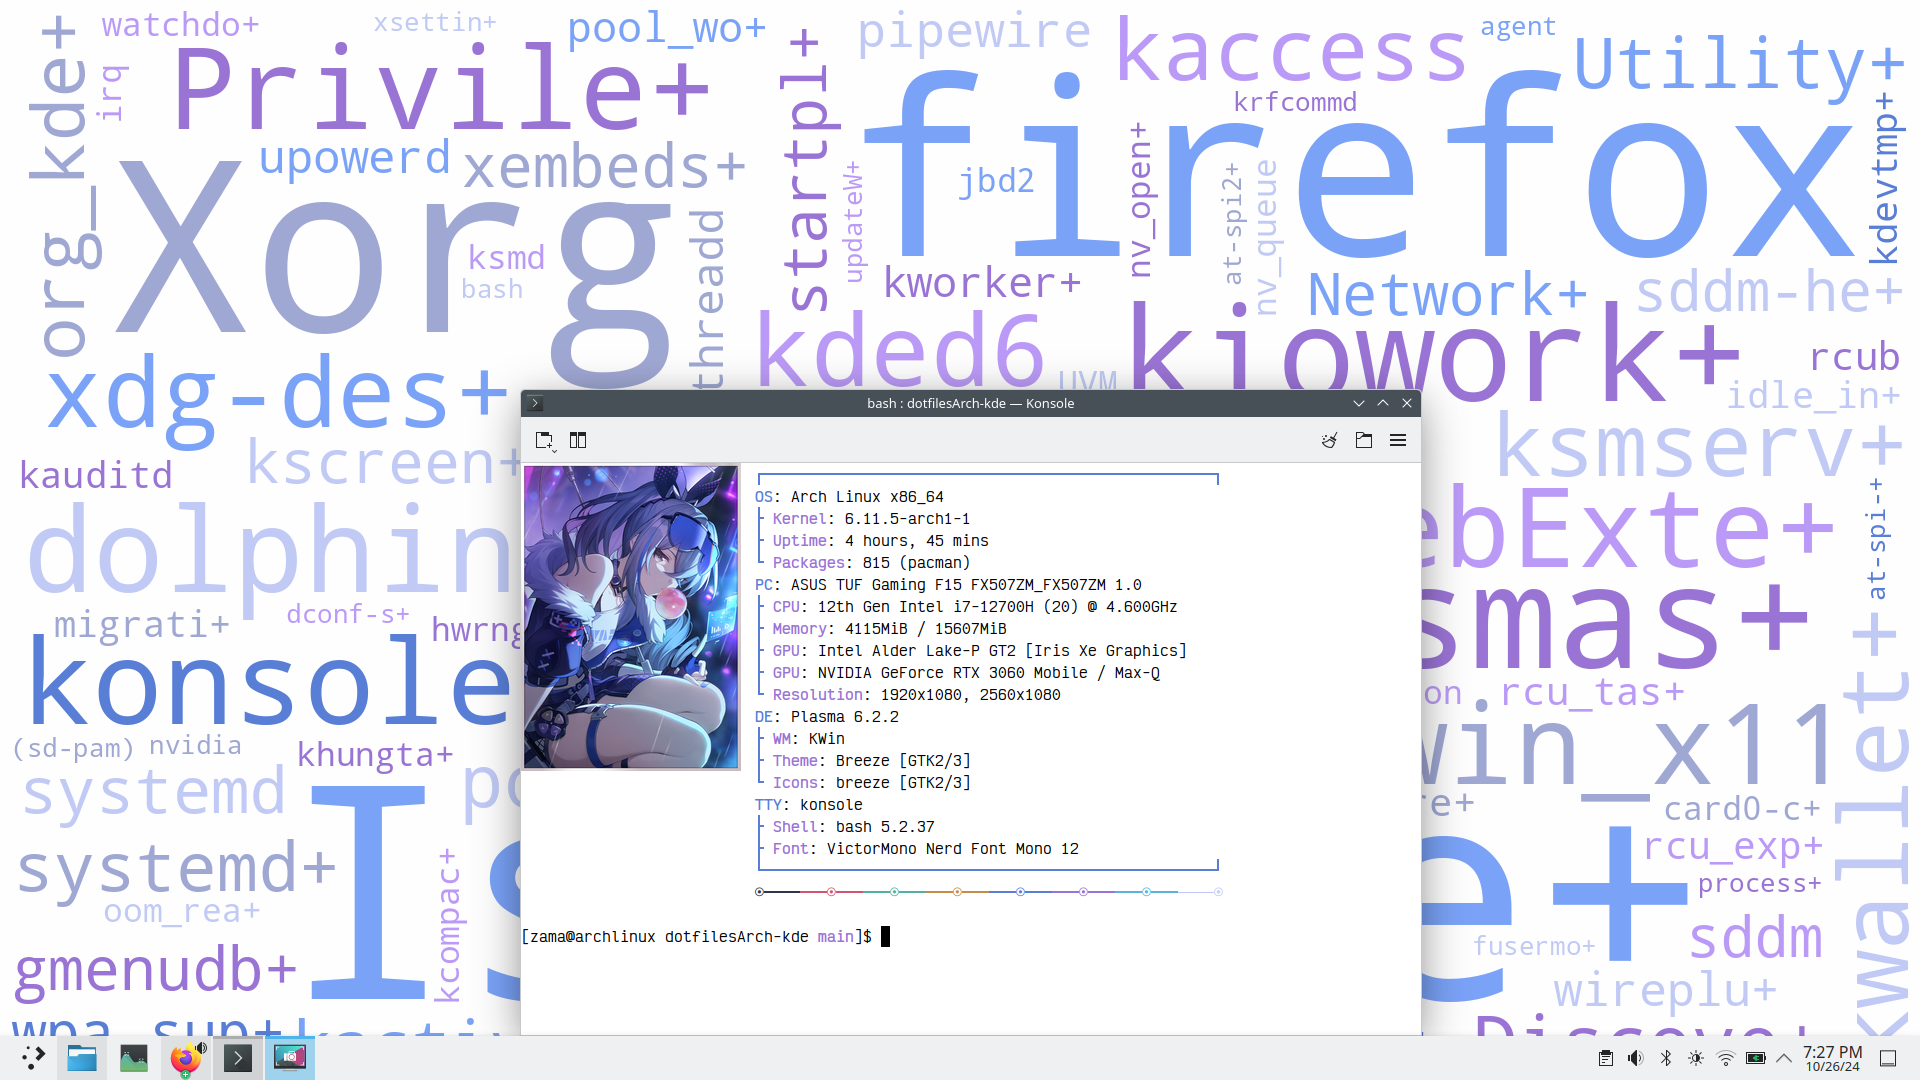 watchdo+
xsettin+
pool_wo+
pipewire
kaccess
agent
Utility+
org_kde+
irq
Privile+
startpl+
firefox
krfcommd
kdevtmp+
upowerd
xembeds+
Xorg
threadd
updateW+
jbd2
nv_open+
at-spi2+
nv_queue
ksmd
bash
kworker+
Network+
sddm-he+
kded6
UVM
kiowork+
rcub
idle_in+
xdg-des+
kscreen+
kauditd
ksmserv+
dolphin
ebExte+
at-spi-+
migrati+
dconf-s+
hwrng
smas+
konsole
on
rcu_tas+
kwallet+
(sd-pam)
nvidia
khungta+
win_x11
systemd
po
re+
card0-c+
Is
e+
rcu_exp+
systemd+
process+
oom_rea+
kcompac+
sddm
fusermo+
gmenudb+
wireplu+
wpa_sup+
Discove+
bash : dotfilesArch-kde — Konsole
OS: Arch Linux x86_64
Kernel: 6.11.5-arch1-1
Uptime: 4 hours, 45 mins
Packages: 815 (pacman)
PC: ASUS TUF Gaming F15 FX507ZM_FX507ZM 1.0
CPU: 12th Gen Intel i7-12700H (20) @ 4.600GHz
Memory: 4115MiB / 15607MiB
GPU: Intel Alder Lake-P GT2 [Iris Xe Graphics]
GPU: NVIDIA GeForce RTX 3060 Mobile / Max-Q
Resolution: 1920x1080, 2560x1080
DE: Plasma 6.2.2
WM: KWin
Theme: Breeze [GTK2/3]
Icons: breeze [GTK2/3]
TTY: konsole
Shell: bash 5.2.37
Font: VictorMono Nerd Font Mono 12
[zama@archlinux dotfilesArch-kde main]$
7:27 PM
10/26/24